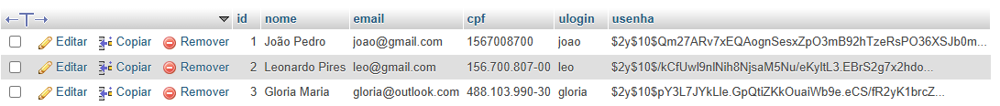 id nome email cpf ulogin usenha
Editar Copiar Remover 1 João Pedro joao@gmail.com 1567008700 joao $2y$10$Qm27ARv7xEQAognSesxZpO3mB92hTzeRsPO36XSJb0m...
Editar Copiar Remover 2 Leonardo Pires leo@gmail.com 156.700.807-00 leo $2y$10$/kCfUwI9nlNih8NjsaM5Nu/eKyltL3.EBrS2g7x2hdo...
Editar Copiar Remover 3 Gloria Maria gloria@outlook.com 488.103.990-30 gloria $2y$10$pY3L7JYkLle.GpQtiZKkOuaiWb9e.eCS/fR2yK1brcZ...